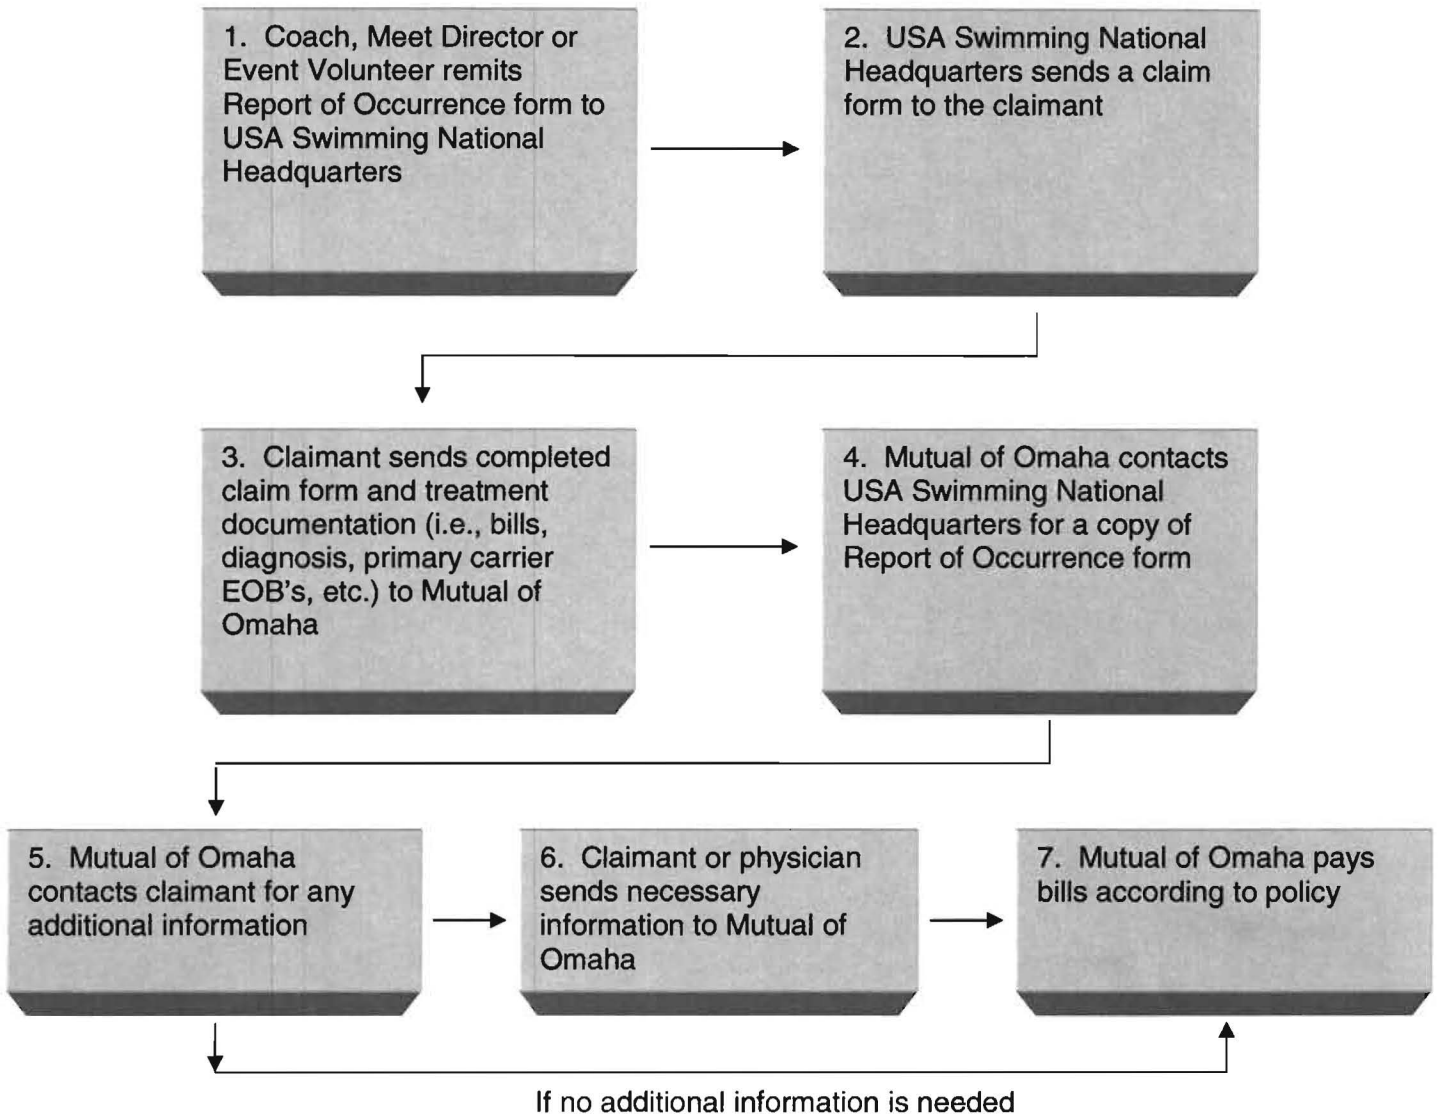 1. Coach, Meet Director or
Event Volunteer remits
Report of Occurrence form to
USA Swimming National
Headquarters
2. USA Swimming National
Headquarters sends a claim
form to the claimant
3. Claimant sends completed
claim form and treatment
documentation (i.e., bills,
diagnosis, primary carrier
EOB's, etc.) to Mutual of
Omaha
4. Mutual of Omaha contacts
USA Swimming National
Headquarters for a copy of
Report of Occurrence form
5. Mutual of Omaha
contacts claimant for any
additional information
6. Claimant or physician
sends necessary
information to Mutual of
Omaha
7. Mutual of Omaha pays
bills according to policy
If no additional information is needed